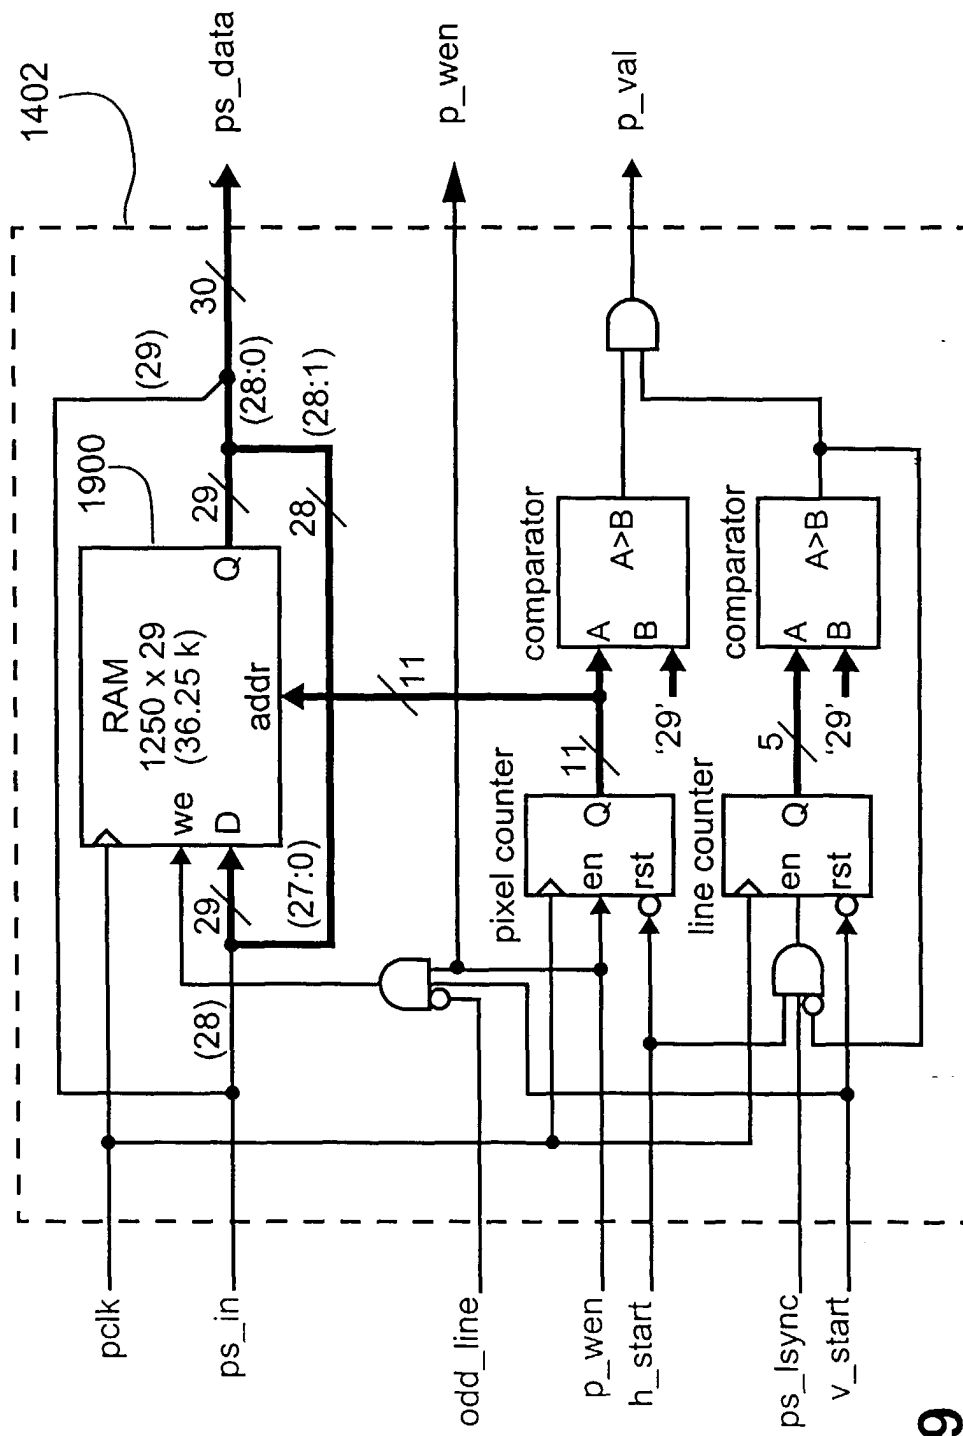 1402
ps_data
p_wen
p_val
30
(29)
(28:0)
(28:1)
1900
29
28
RAM
1250 x 29
(36.25 k)
we
D
Q
addr
29
(27:0)
(28)
11
comparator
A
B
A>B
'29'
comparator
A
B
A>B
'29'
pixel counter
11
Q
en
rst
line counter
5
Q
en
rst
pclk
ps_in
odd_line
p_wen
h_start
ps_lsync
v_start
9